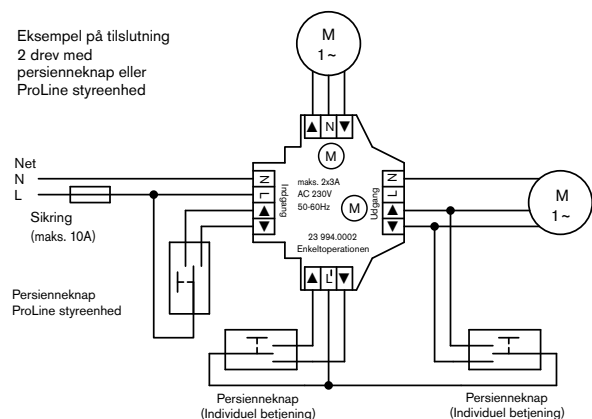 Eksempel på tilslutning
2 drev med
persienneknap eller
ProLine styreenhed
M
1~
▲ N ▼
M
Net
N
L
Sikring
(maks. 10A)
N
L
▲
▼
Indgang
maks. 2x3A
AC 230V
50-60Hz
M
Udgang
N
L
▲
▼
M
1~
23 994.0002
Enkeltoperationen
▲ L' ▼
Persienneknap
ProLine styreenhed
Persienneknap
(Individuel betjening)
Persienneknap
(Individuel betjening)